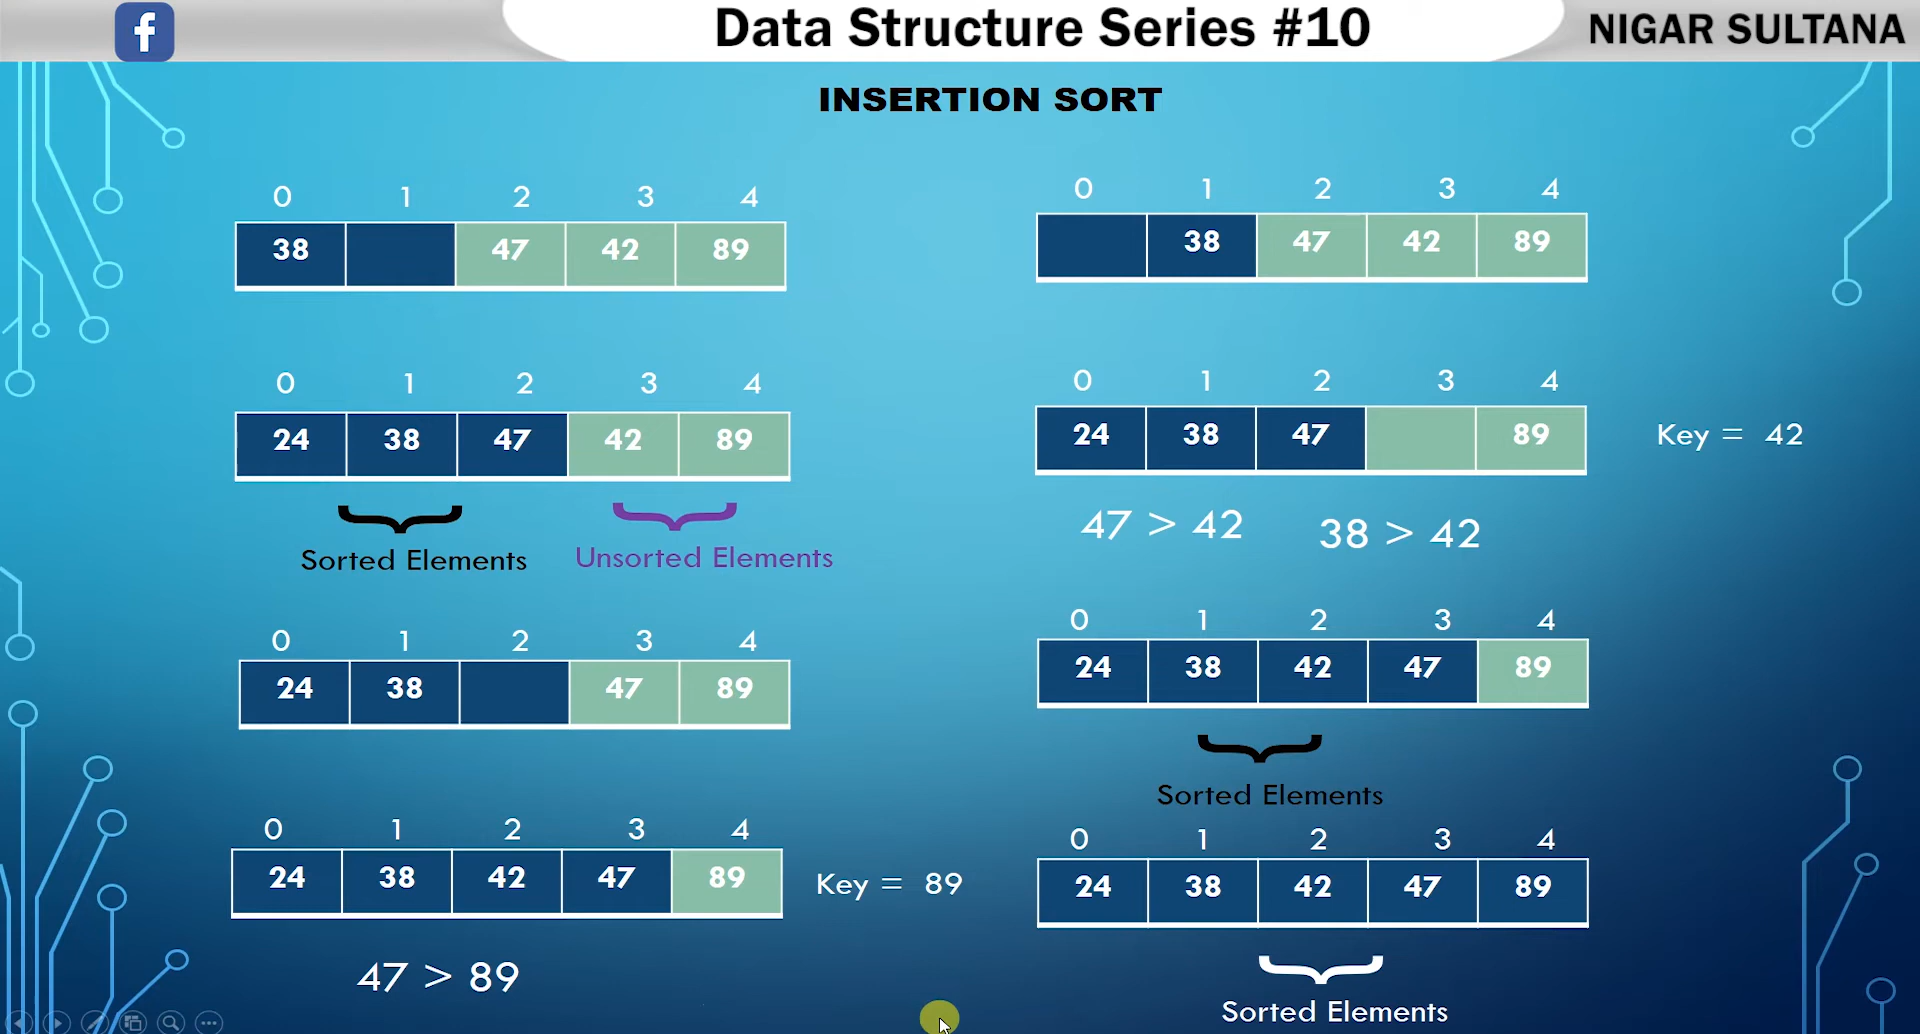 f
Data Structure Series #10
NIGAR SULTANA
INSERTION SORT
0 1 2 3 4
38 47 42 89
0 1 2 3 4
38 47 42 89
0 1 2 3 4
24 38 47 42 89
Sorted Elements
Unsorted Elements
0 1 2 3 4
24 38 47 89
Key = 42
47 > 42
38 > 42
0 1 2 3 4
24 38 47 89
0 1 2 3 4
24 38 42 47 89
Sorted Elements
0 1 2 3 4
24 38 42 47 89
Key = 89
47 > 89
0 1 2 3 4
24 38 42 47 89
Sorted Elements